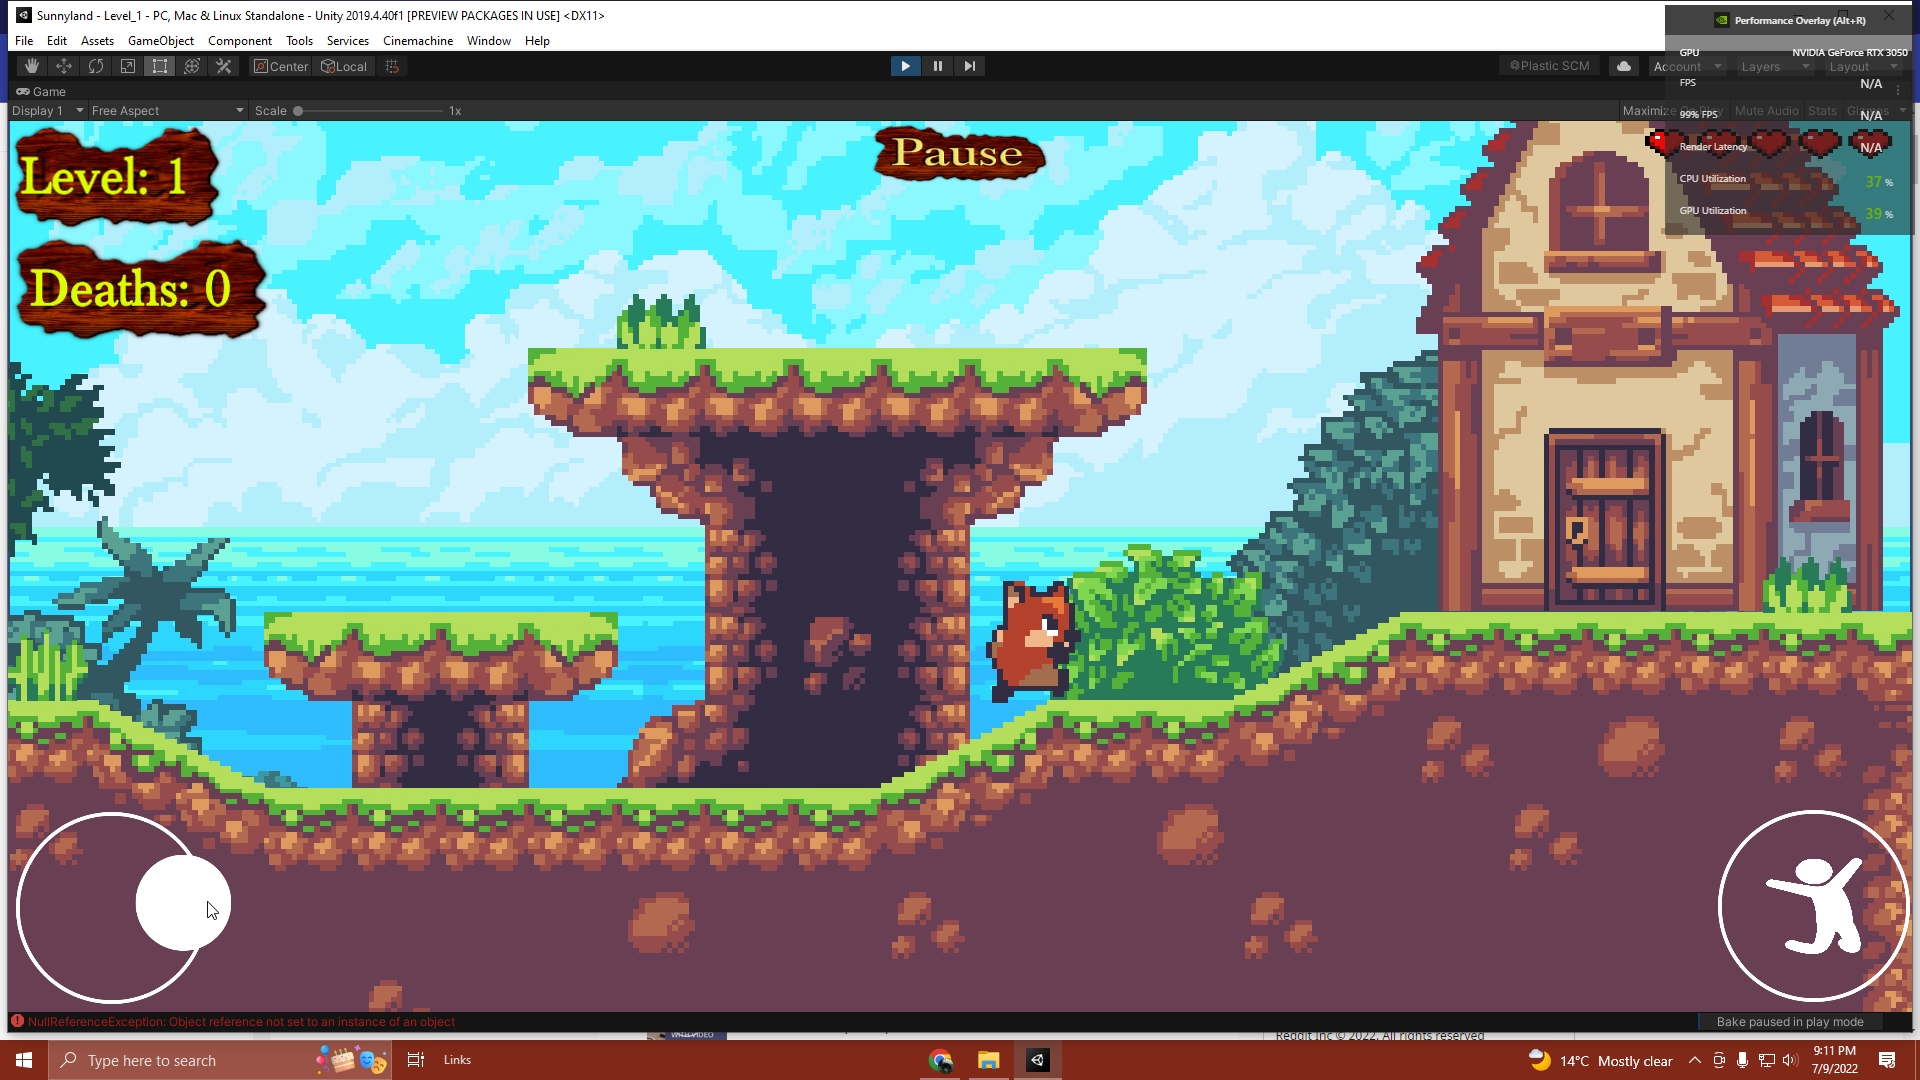 Sunnyland - Level_1 - PC, Mac & Linux Standalone - Unity 2019.4.40f1 [PREVIEW PACKAGES IN USE] <DX11>
Performance Overlay (Alt+R)
File Edit Assets GameObject Component Tools Services Cinemachine Window Help
GPU NVIDIA GeForce RTX 3050
Center Local Plastic SCM Account Layers Layout
FPS N/A
Game
Display 1 Free Aspect Scale 1x Maximize On Play Mute Audio Stats Gizmos
99% FPS N/A
Render Latency N/A
CPU Utilization 37 %
GPU Utilization 39 %
Pause
Level: 1
Deaths: 0
NullReferenceException: Object reference not set to an instance of an object
Bake paused in play mode
Reddit Inc © 2022. All rights reserved
Type here to search
Links
14°C Mostly clear
9:11 PM
7/9/2022